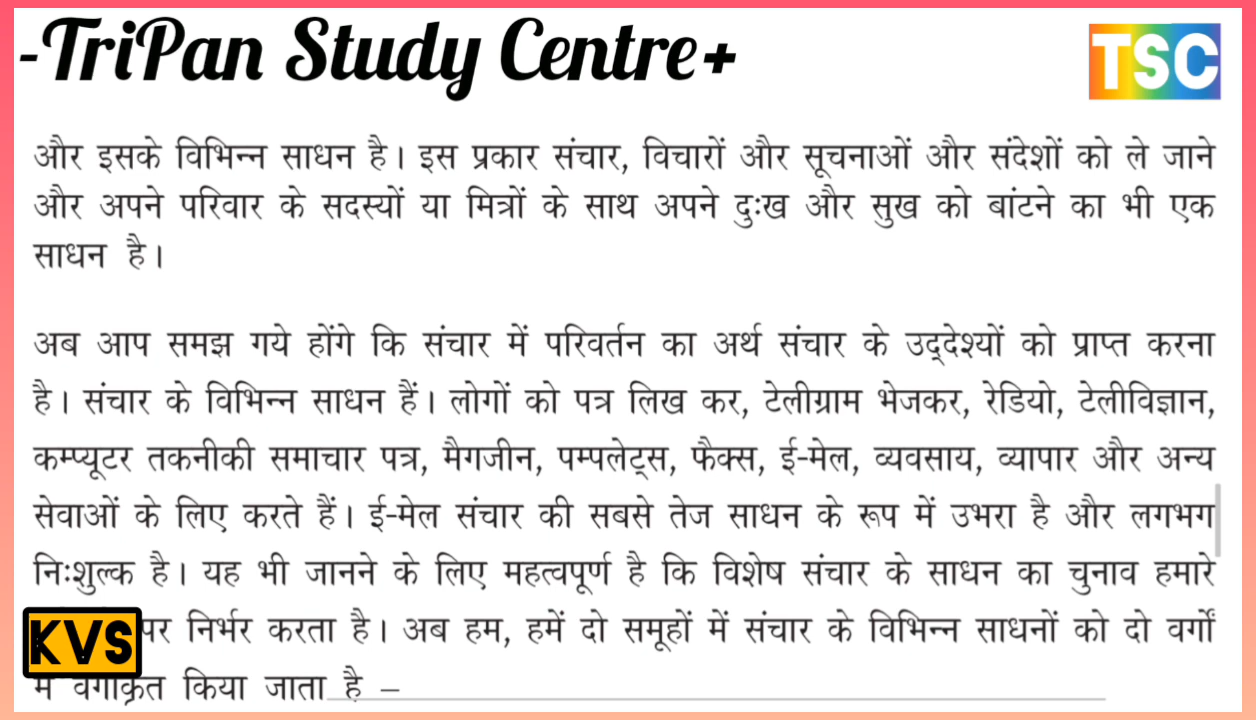 -TriPan Study Centre+
TSC
और इसके विभिन्न साधन है। इस प्रकार संचार, विचारों और सूचनाओं और संदेशों को ले जाने
और अपने परिवार के सदस्यों या मित्रों के साथ अपने दुःख और सुख को बांटने का भी एक
साधन है।
अब आप समझ गये होंगे कि संचार में परिवर्तन का अर्थ संचार के उद्देश्यों को प्राप्त करना
है। संचार के विभिन्न साधन हैं। लोगों को पत्र लिख कर, टेलीग्राम भेजकर, रेडियो, टेलीविज्ञान,
कम्प्यूटर तकनीकी समाचार पत्र, मैगजीन, पम्पलेट्स, फैक्स, ई-मेल, व्यवसाय, व्यापार और अन्य
सेवाओं के लिए करते हैं। ई-मेल संचार की सबसे तेज साधन के रूप में उभरा है और लगभग
निःशुल्क है। यह भी जानने के लिए महत्वपूर्ण है कि विशेष संचार के साधन का चुनाव हमारे
KVS पर निर्भर करता है। अब हम, हमें दो समूहों में संचार के विभिन्न साधनों को दो वर्गों
में वर्गीकृत किया जाता है –